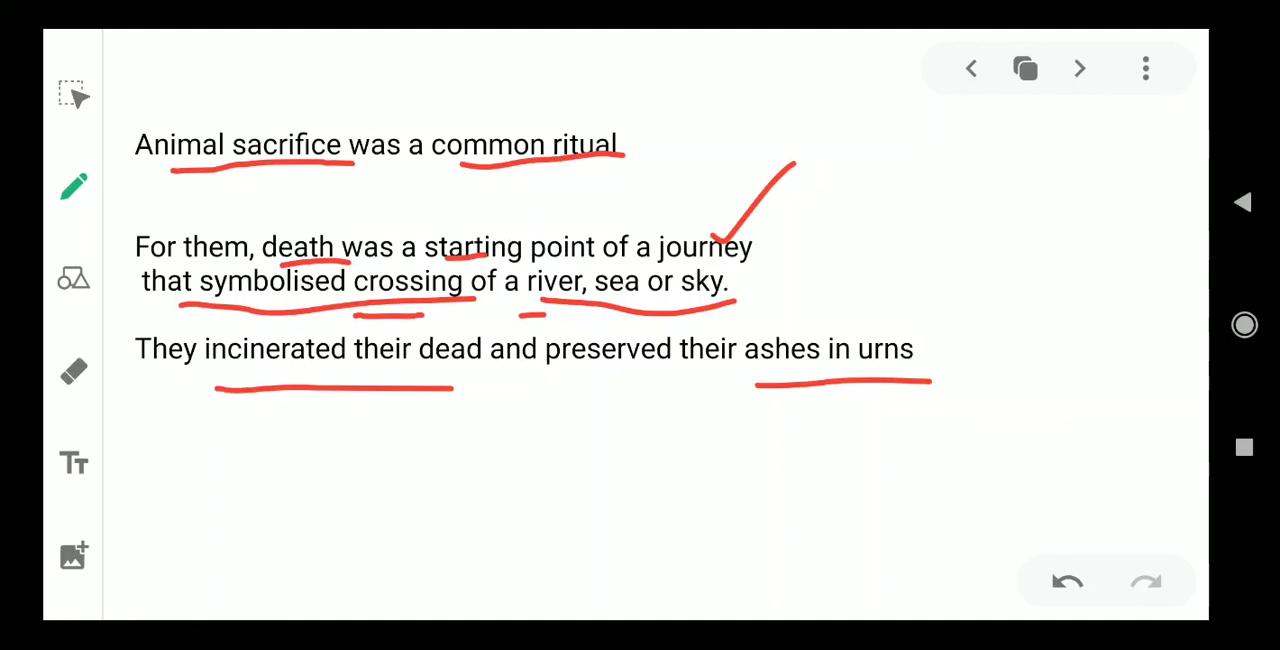 Animal sacrifice was a common ritual
For them, death was a starting point of a journey
that symbolised crossing of a river, sea or sky.
They incinerated their dead and preserved their ashes in urns
TT